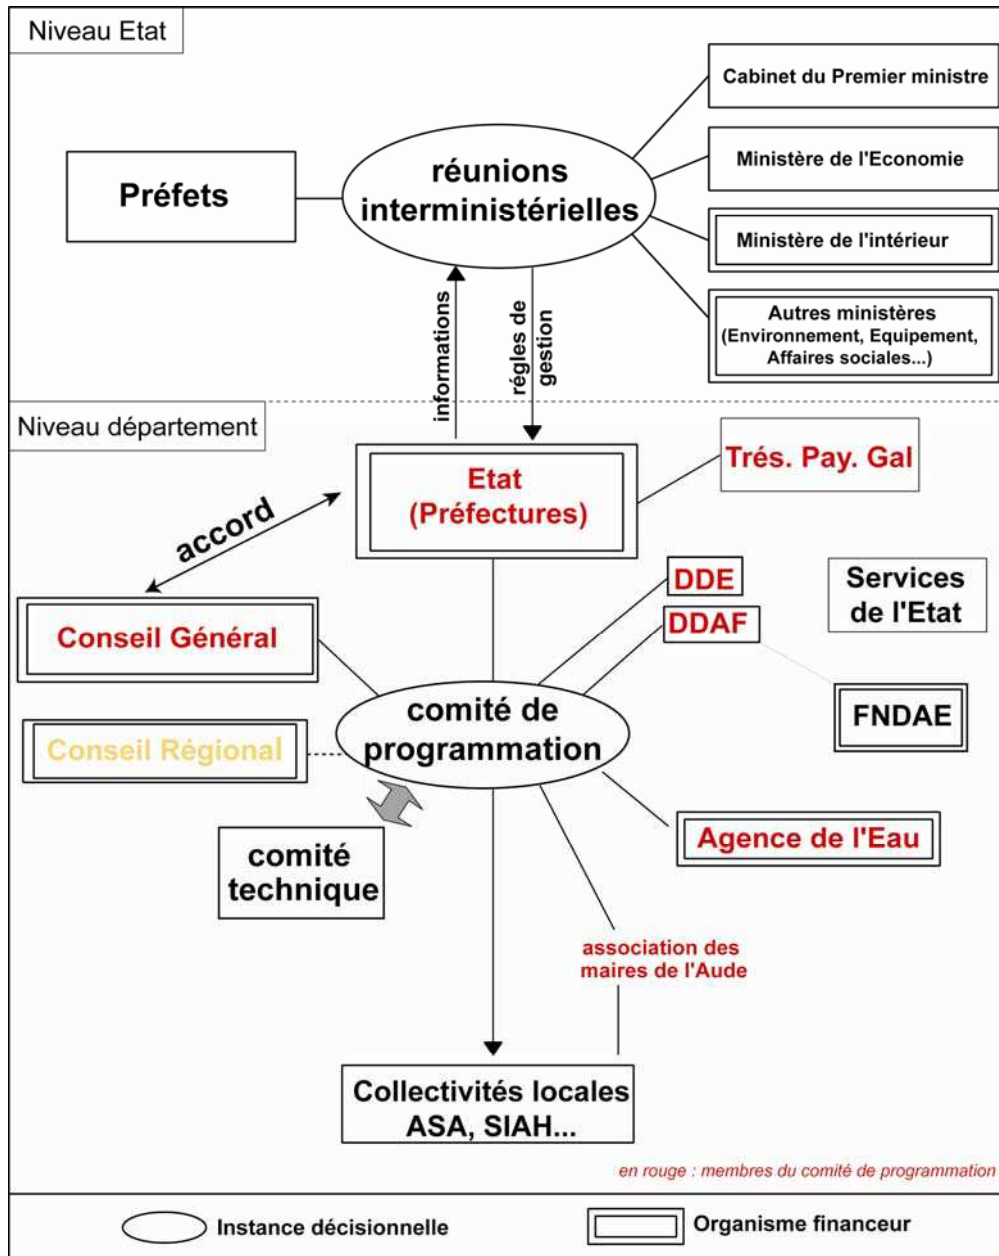 Niveau Etat
Cabinet du Premier ministre
réunions
interministérielles
Préfets
Ministère de l'Economie
Ministère de l'intérieur
Autres ministères
(Environnement, Equipement,
Affaires sociales...)
informations
régles de
gestion
Niveau département
Etat
(Préfectures)
Trés. Pay. Gal
accord
DDE
DDAF
Services
de l'Etat
Conseil Général
FNDAE
comité de
programmation
Conseil Régional
Agence de l'Eau
comité
technique
association des
maires de l'Aude
Collectivités locales
ASA, SIAH...
en rouge : membres du comité de programmation
Instance décisionnelle
Organisme financeur